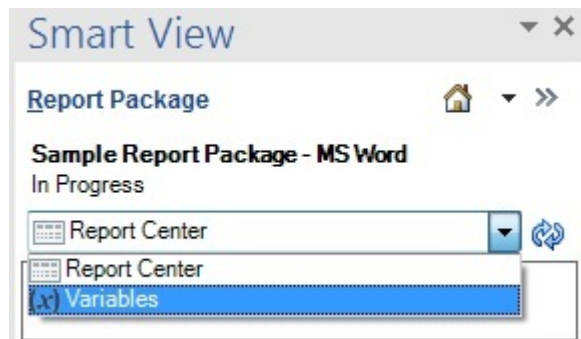 Smart View
Report Package
Sample Report Package - MS Word
In Progress
Report Center
Report Center
(x) Variables